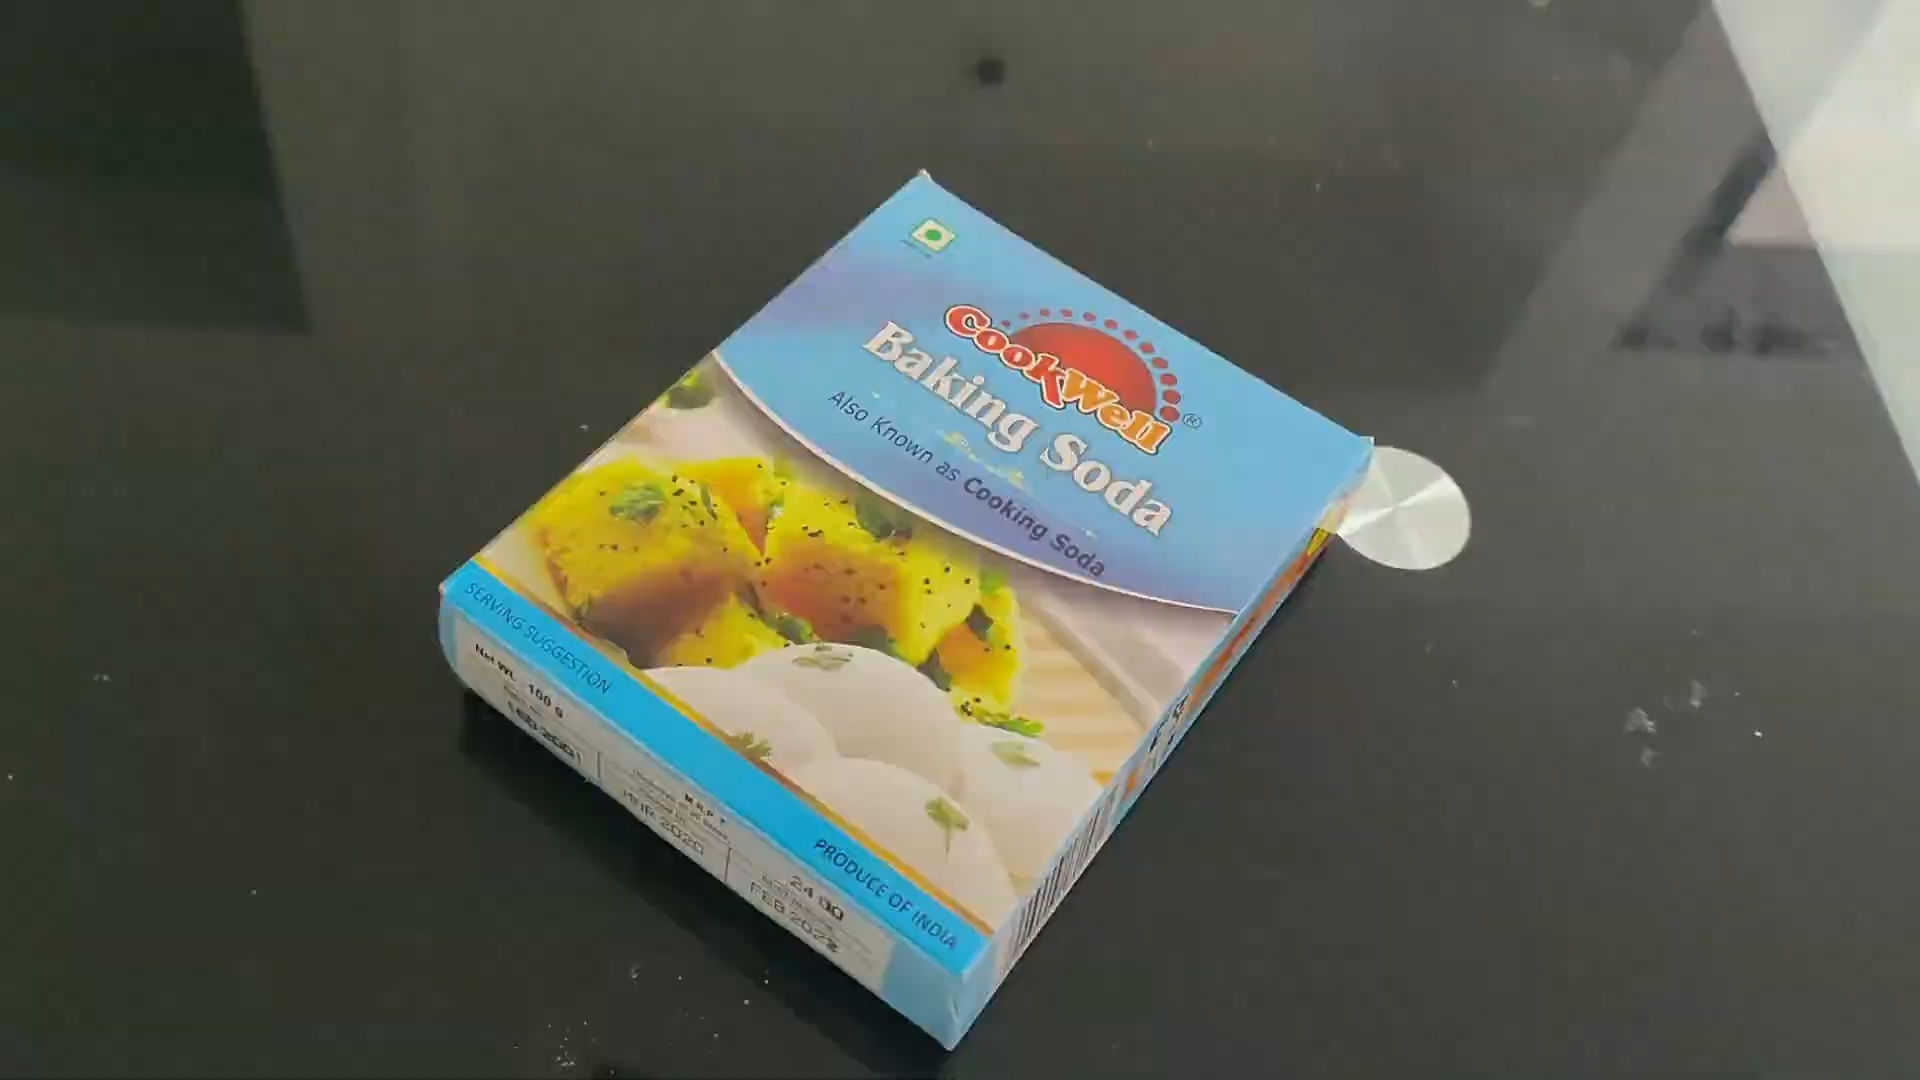 CookWell®
Baking Soda
Also Known as Cooking Soda
SERVING SUGGESTION
PRODUCE OF INDIA
Net Wt. 100 g
M.R.P. ₹
24.00